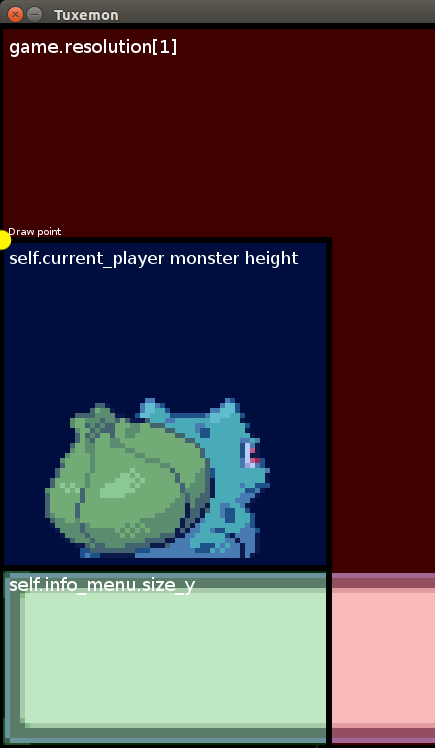 Tuxemon
game.resolution[1]
Draw point
self.current_player monster height
self.info_menu.size_y